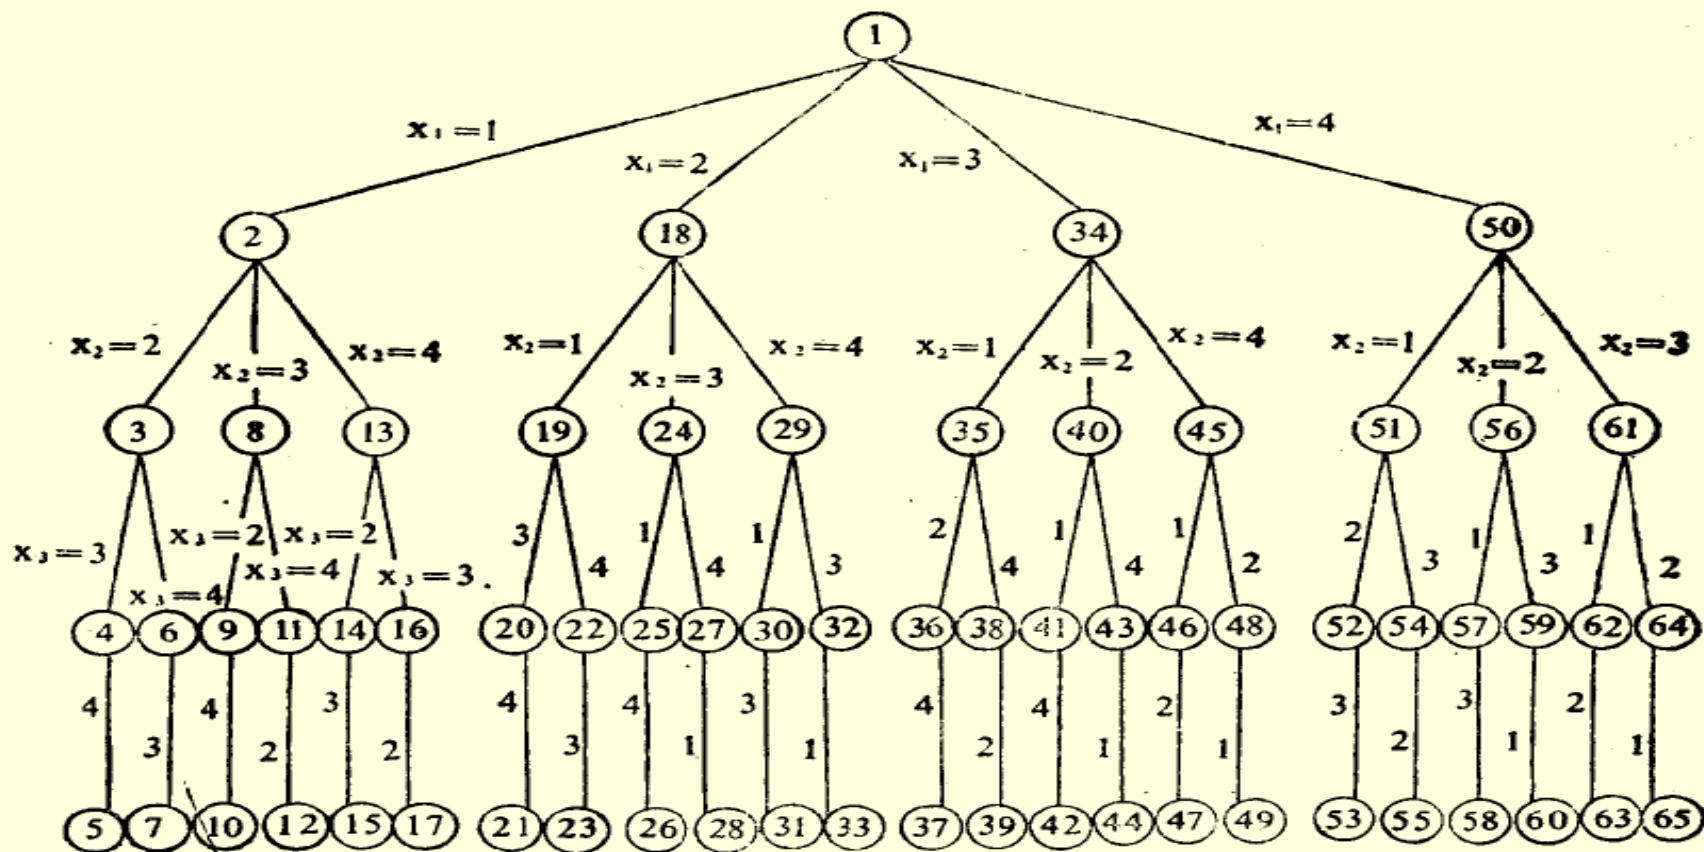 1
x₁=1 x₁=2 x₁=3 x₁=4
2 18 34 50
x₂=2 x₂=3 x₂=4 x₂=1 x₂=3 x₂=4 x₂=1 x₂=2 x₂=4 x₂=1 x₂=2 x₂=3
3 8 13 19 24 29 35 40 45 51 56 61
x₃=3 x₃=4 x₃=2 x₃=4 x₃=2 x₃=3 3 4 1 4 1 3 2 4 1 4 1 2 2 3 1 3 1 2
4 6 9 11 14 16 20 22 25 27 30 32 36 38 41 43 46 48 52 54 57 59 62 64
4 3 4 2 3 2 4 3 4 1 3 1 4 2 4 1 2 1 3 2 3 1 2 1
5 7 10 12 15 17 21 23 26 28 31 33 37 39 42 44 47 49 53 55 58 60 63 65